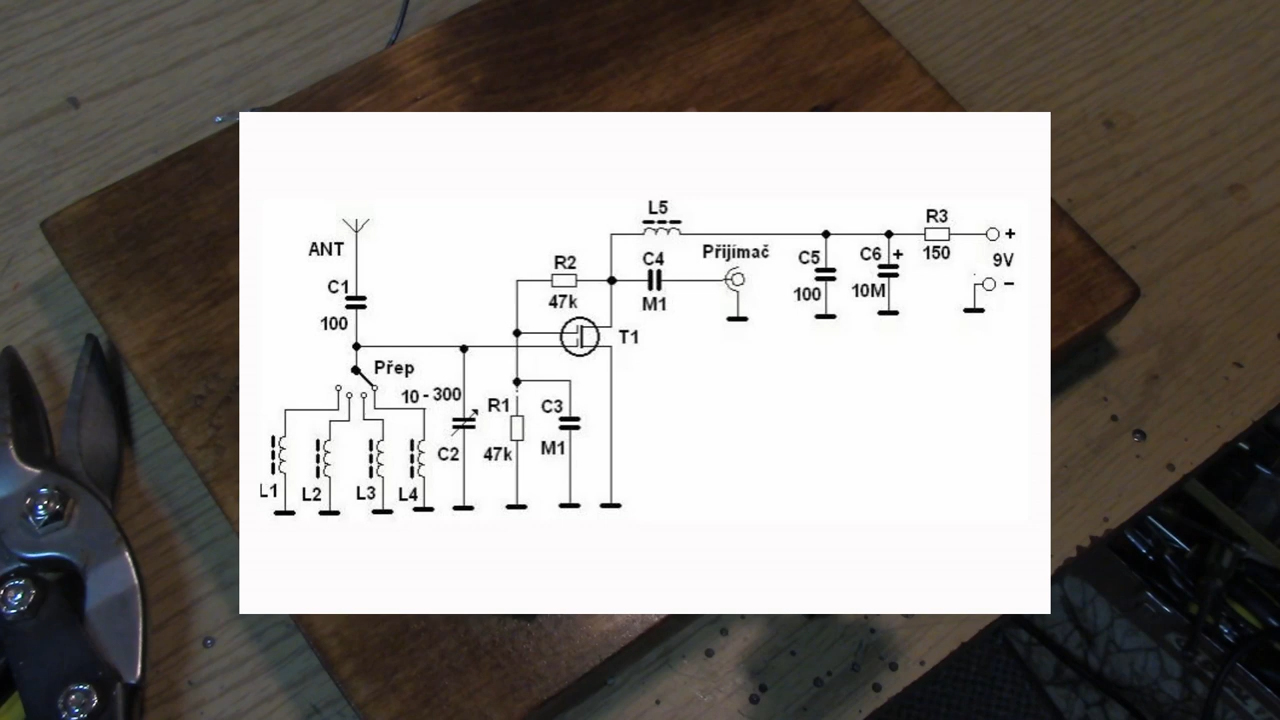 ANT
C1
100
Přep
L1
L2
L3
L4
10 - 300
C2
R1
47k
C3
M1
R2
47k
T1
L5
C4
M1
Přijímač
C5
100
C6
+
10M
R3
150
+
9V
−